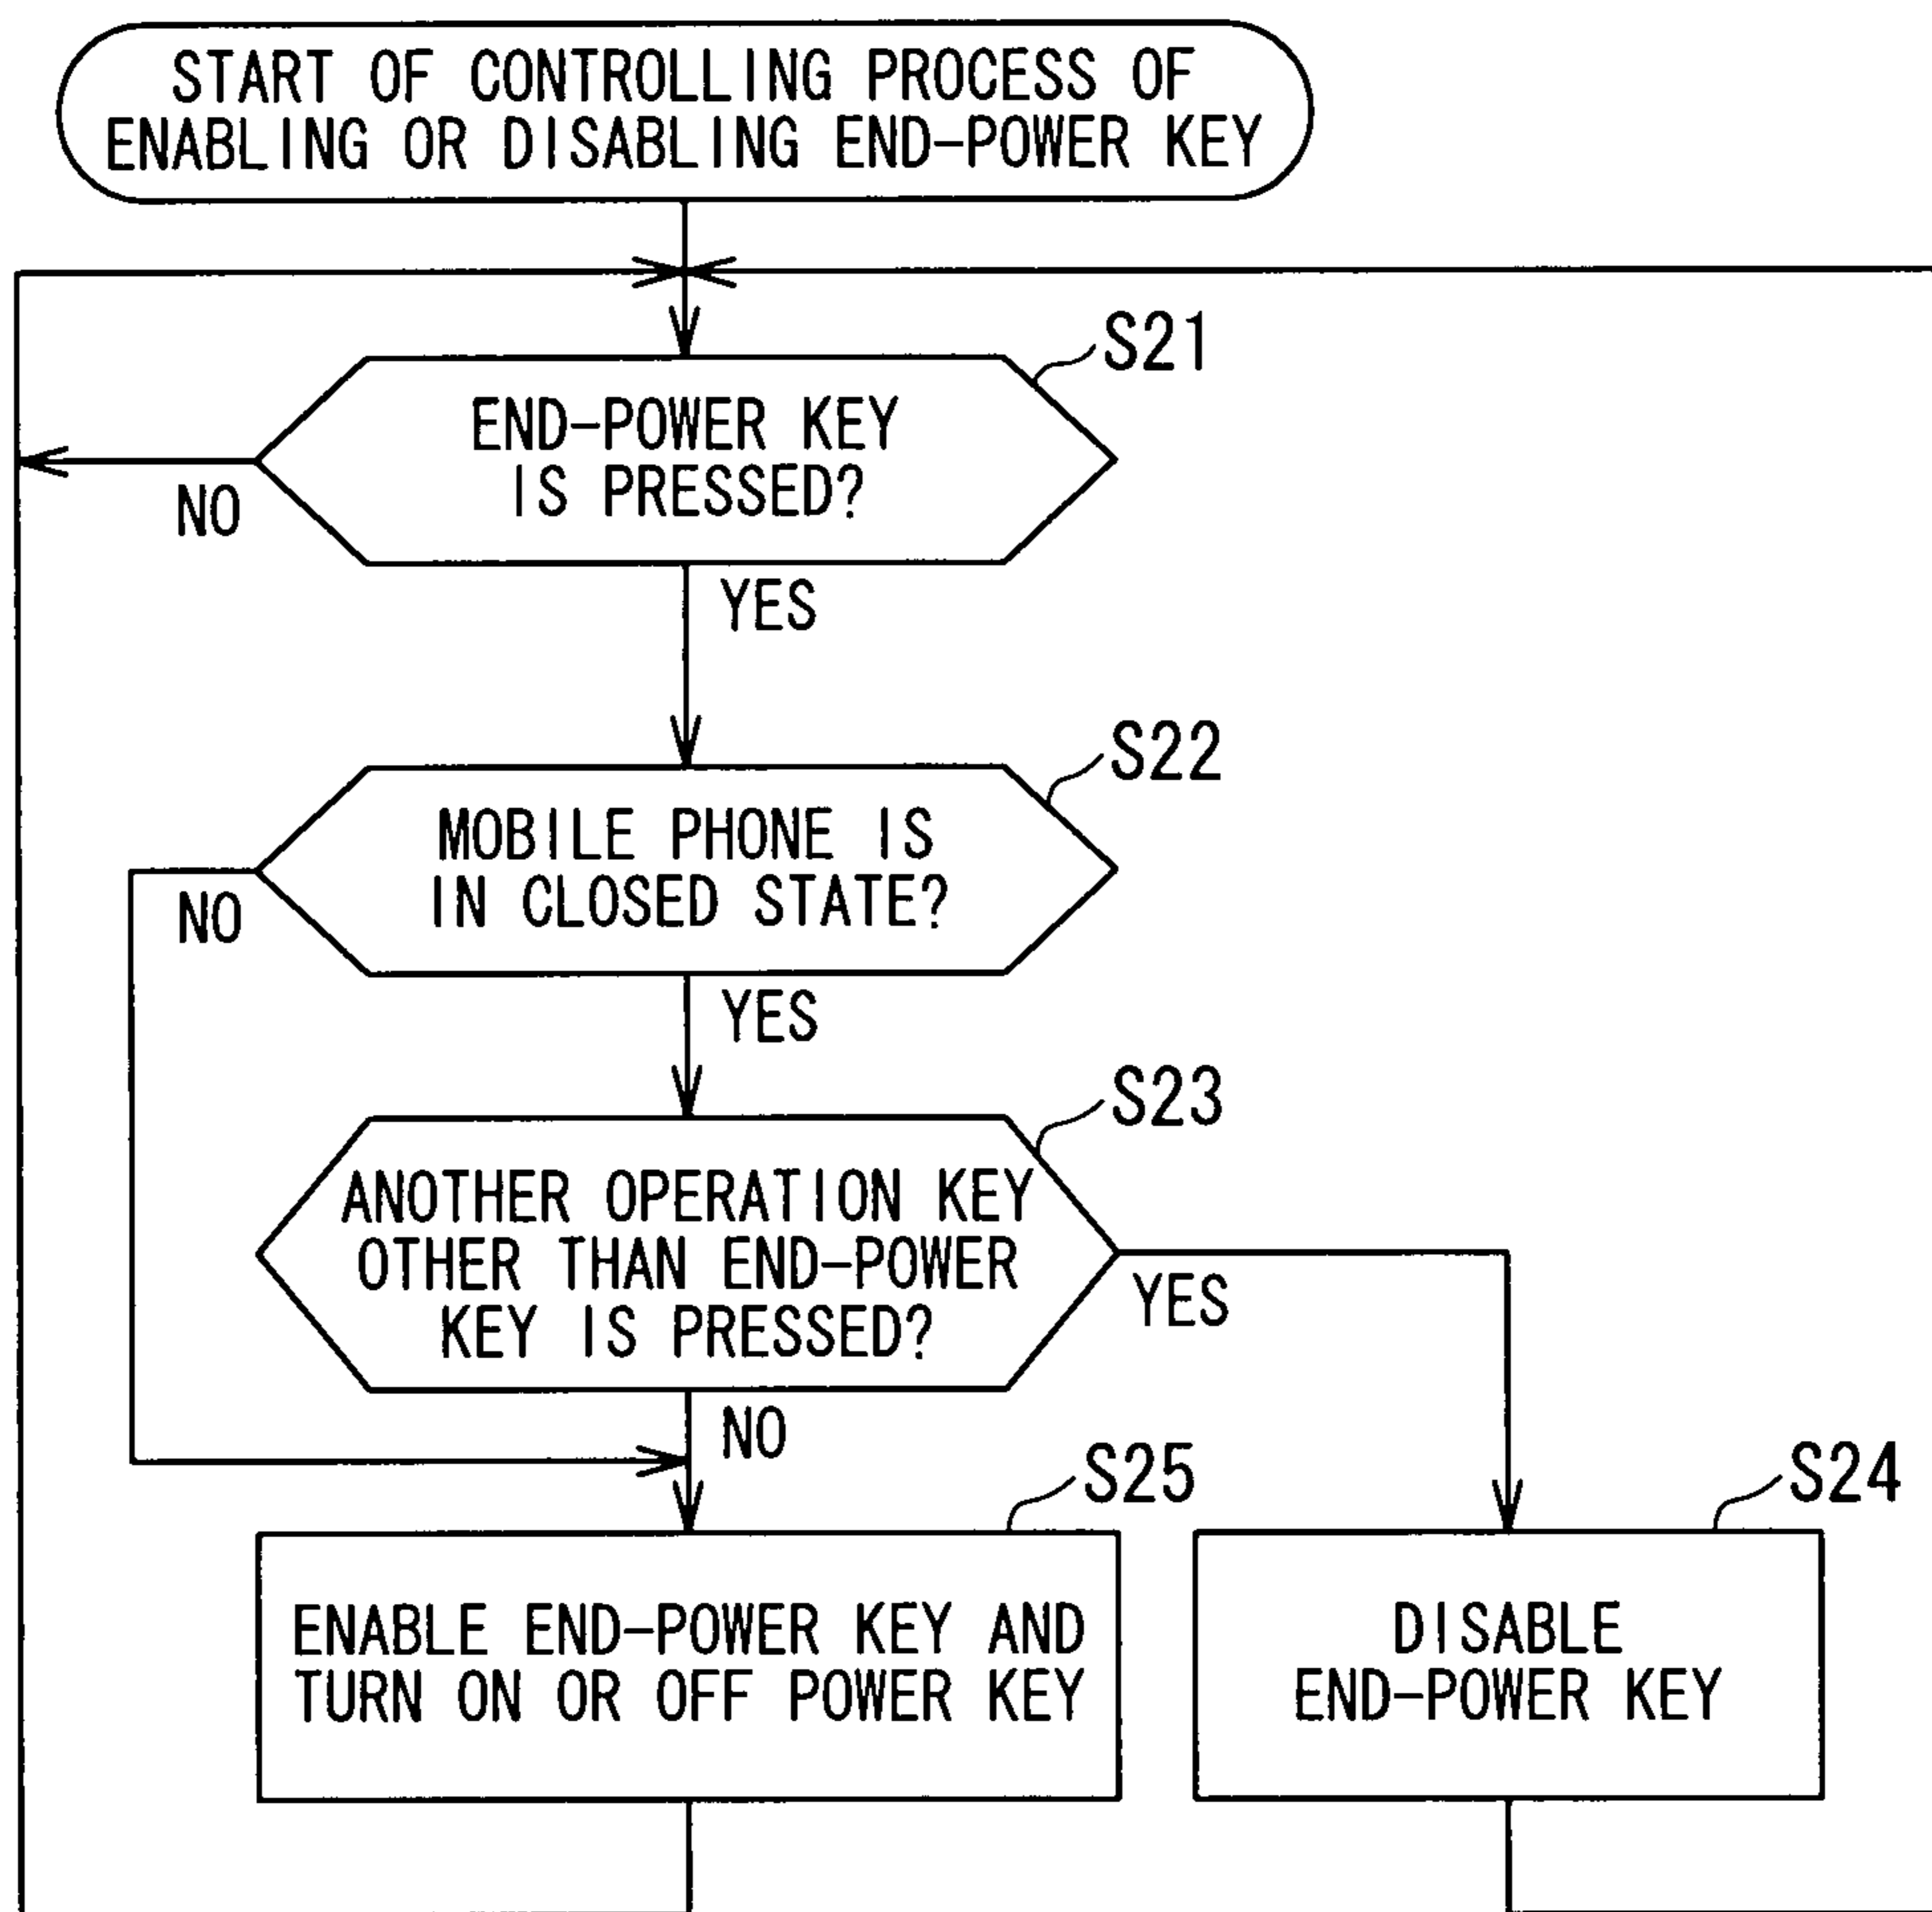 START OF CONTROLLING PROCESS OF
ENABLING OR DISABLING END-POWER KEY
S21
END-POWER KEY
IS PRESSED?
NO
YES
S22
MOBILE PHONE IS
IN CLOSED STATE?
NO
YES
S23
ANOTHER OPERATION KEY
OTHER THAN END-POWER
KEY IS PRESSED?
YES
NO
S25
S24
ENABLE END-POWER KEY AND
TURN ON OR OFF POWER KEY
DISABLE
END-POWER KEY